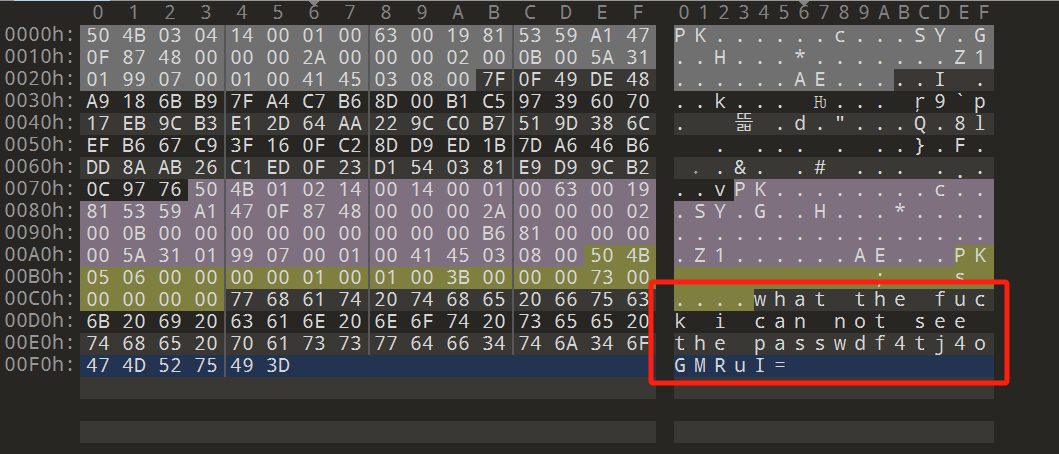 0 1 2 3 4 5 6 7 8 9 A B C D E F 0 1 2 3 4 5 6 7 8 9 A B C D E F
0000h: 50 4B 03 04 14 00 01 00 63 00 19 81 53 59 A1 47 PK......c...SY.G
0010h: 0F 87 48 00 00 00 2A 00 00 00 02 00 0B 00 5A 31 ..H...*.......Z1
0020h: 01 99 07 00 01 00 41 45 03 08 00 7F 0F 49 DE 48 ......AE.....I .
0030h: A9 18 6B B9 7F A4 C7 B6 8D 00 B1 C5 97 39 60 70 ..k...Ƕ...ŗ9`p
0040h: 17 EB 9C B3 E1 2D 64 AA 22 9C C0 B7 51 9D 38 6C .뜳.d."...Q.8l
0050h: EF B6 67 C9 3F 16 0F C2 8D D9 ED 1B 7D A6 46 B6 . . . . . . .}.F.
0060h: DD 8A AB 26 C1 ED 0F 23 D1 54 03 81 E9 D9 9C B2 ...&..#......
0070h: 0C 97 76 50 4B 01 02 14 00 14 00 01 00 63 00 19 ..vPK........c..
0080h: 81 53 59 A1 47 0F 87 48 00 00 00 2A 00 00 00 02 .SY.G..H...*....
0090h: 00 0B 00 00 00 00 00 00 00 00 00 B6 81 00 00 00 ................
00A0h: 00 5A 31 01 99 07 00 01 00 41 45 03 08 00 50 4B .Z1......AE...PK
00B0h: 05 06 00 00 00 00 01 00 01 00 3B 00 00 00 73 00 ..........;...s.
00C0h: 00 00 00 00 77 68 61 74 20 74 68 65 20 66 75 63 ....what the fuc
00D0h: 6B 20 69 20 63 61 6E 20 6E 6F 74 20 73 65 65 20 k i can not see
00E0h: 74 68 65 20 70 61 73 73 77 64 66 34 74 6A 34 6F the passwdf4tj4o
00F0h: 47 4D 52 75 49 3D GMRuI=